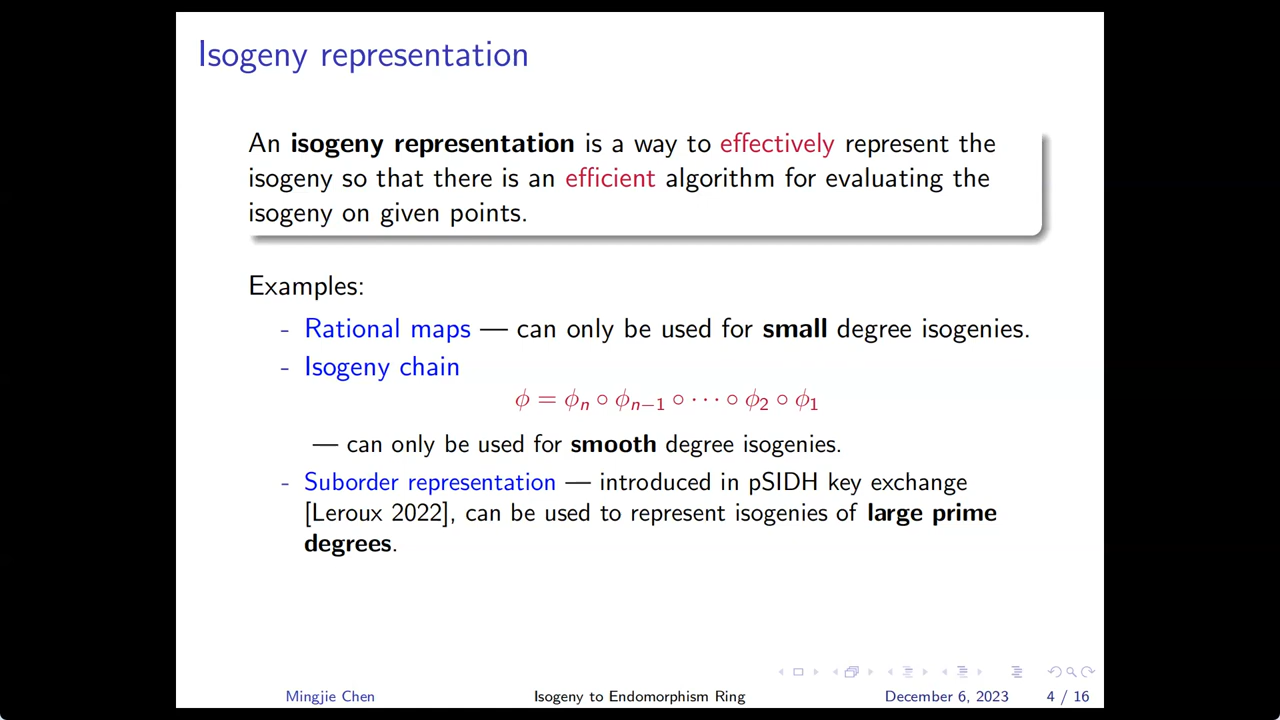 Isogeny representation
An isogeny representation is a way to effectively represent the
isogeny so that there is an efficient algorithm for evaluating the
isogeny on given points.
Examples:
- Rational maps — can only be used for small degree isogenies.
- Isogeny chain
ϕ = ϕₙ ∘ ϕₙ₋₁ ∘ ⋯ ∘ ϕ₂ ∘ ϕ₁
— can only be used for smooth degree isogenies.
- Suborder representation — introduced in pSIDH key exchange
[Leroux 2022], can be used to represent isogenies of large prime
degrees.
Mingjie Chen Isogeny to Endomorphism Ring December 6, 2023 4 / 16